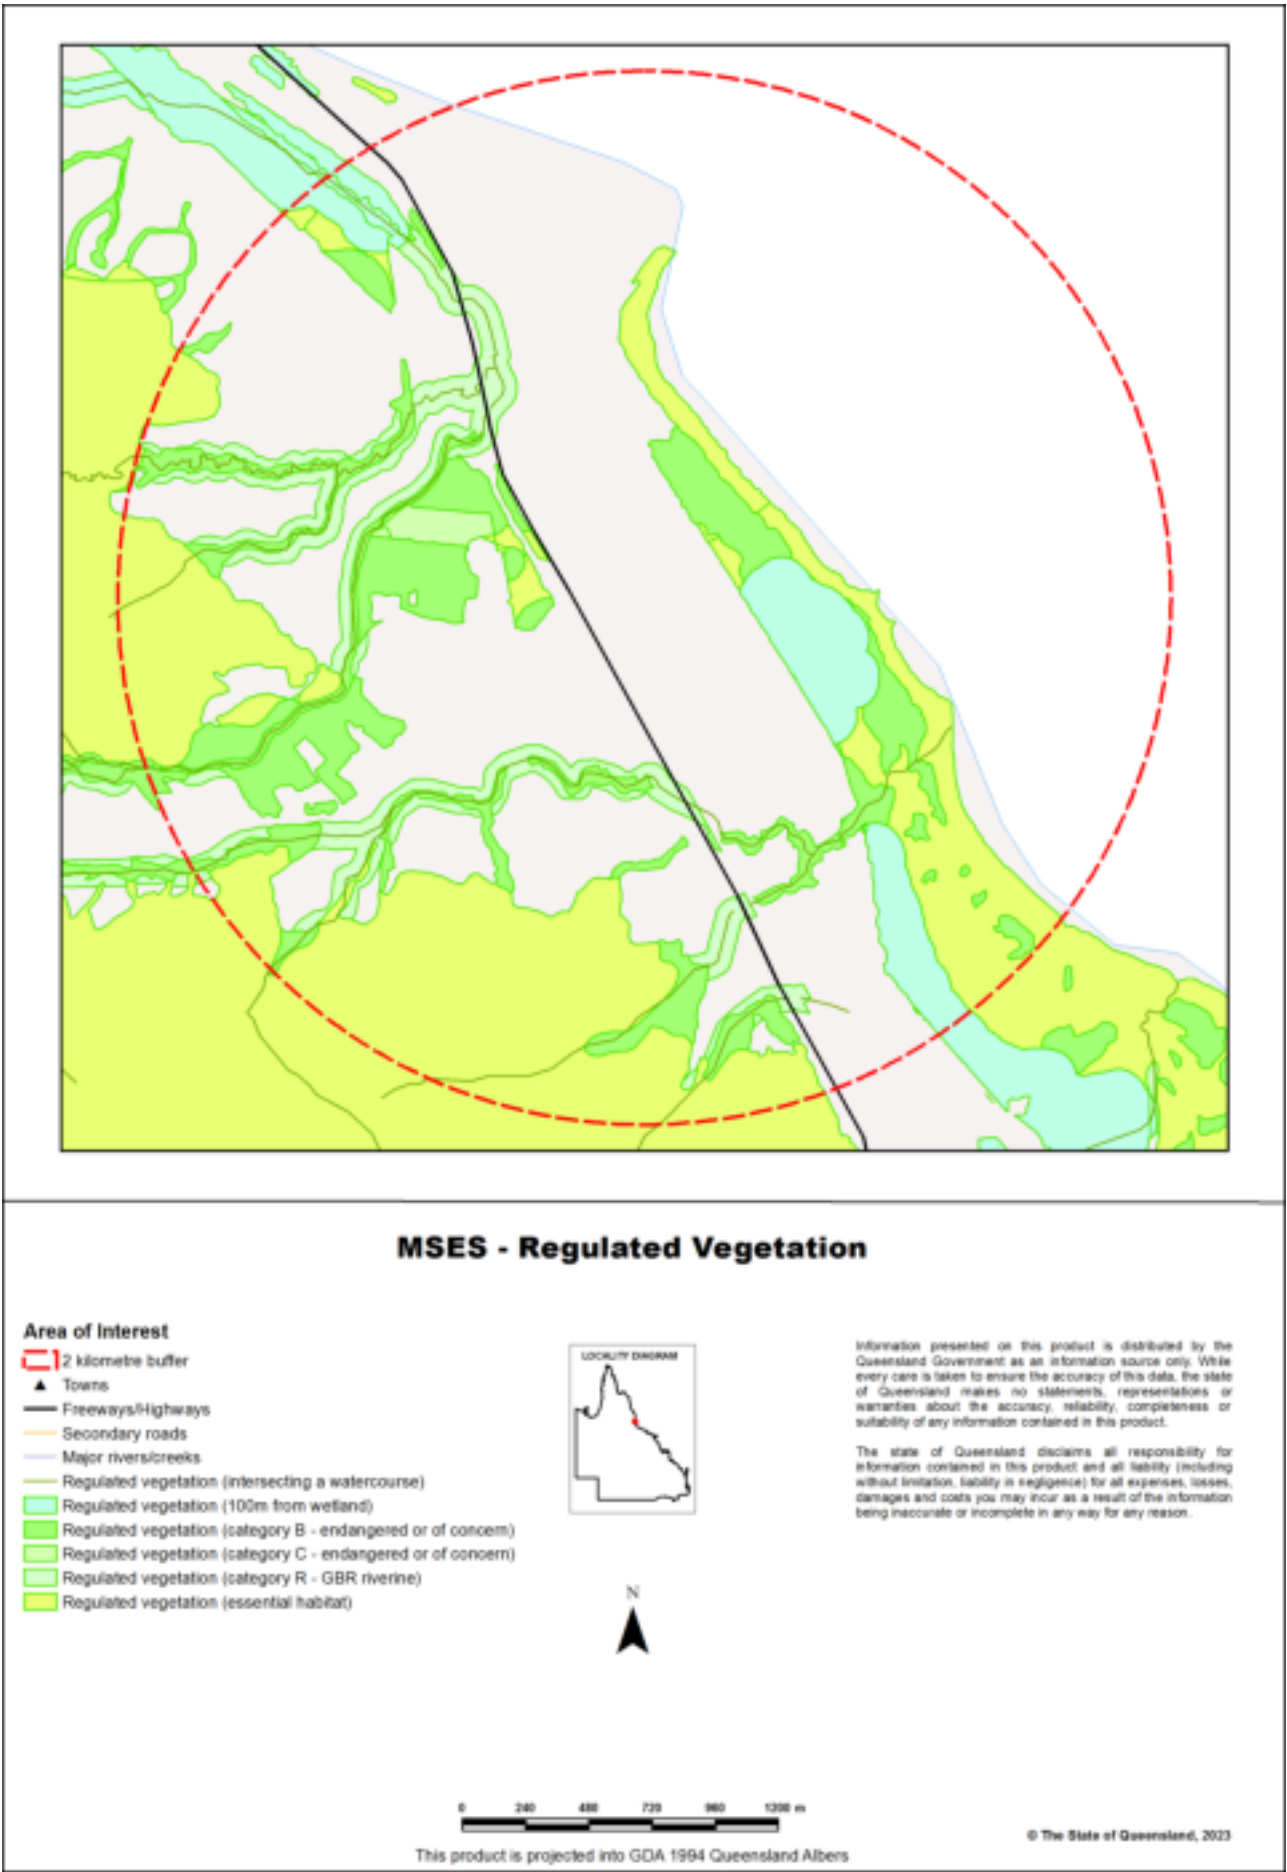 MSES - Regulated Vegetation
Area of Interest
2 kilometre buffer
Towns
Freeways/Highways
Secondary roads
Major rivers/creeks
Regulated vegetation (intersecting a watercourse)
Regulated vegetation (100m from wetland)
Regulated vegetation (category B - endangered or of concern)
Regulated vegetation (category C - endangered or of concern)
Regulated vegetation (category R - GBR riverine)
Regulated vegetation (essential habitat)
LOCALITY DIAGRAM
Information presented on this product is distributed by the
Queensland Government as an information source only. While
every care is taken to ensure the accuracy of this data, the state
of Queensland makes no statements, representations or
warranties about the accuracy, reliability, completeness or
suitability of any information contained in this product.
The state of Queensland disclaims all responsibility for
information contained in this product and all liability (including
without limitation, liability in negligence) for all expenses, losses,
damages and costs you may incur as a result of the information
being inaccurate or incomplete in any way for any reason.
N
0 240 480 720 960 1200 m
This product is projected into GDA 1994 Queensland Albers
© The State of Queensland, 2023